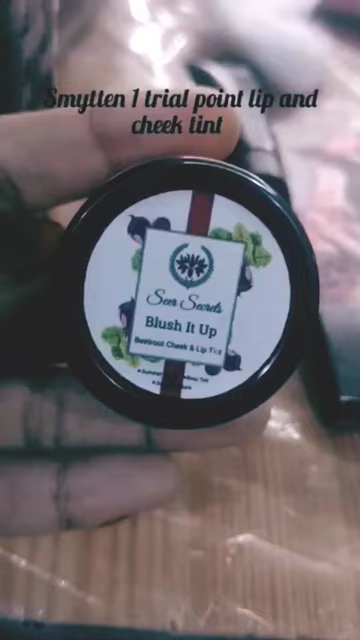 Smytten 1 trial point lip and
cheek tint
Seer Secrets
Blush It Up
Beetroot Cheek & Lip Tint